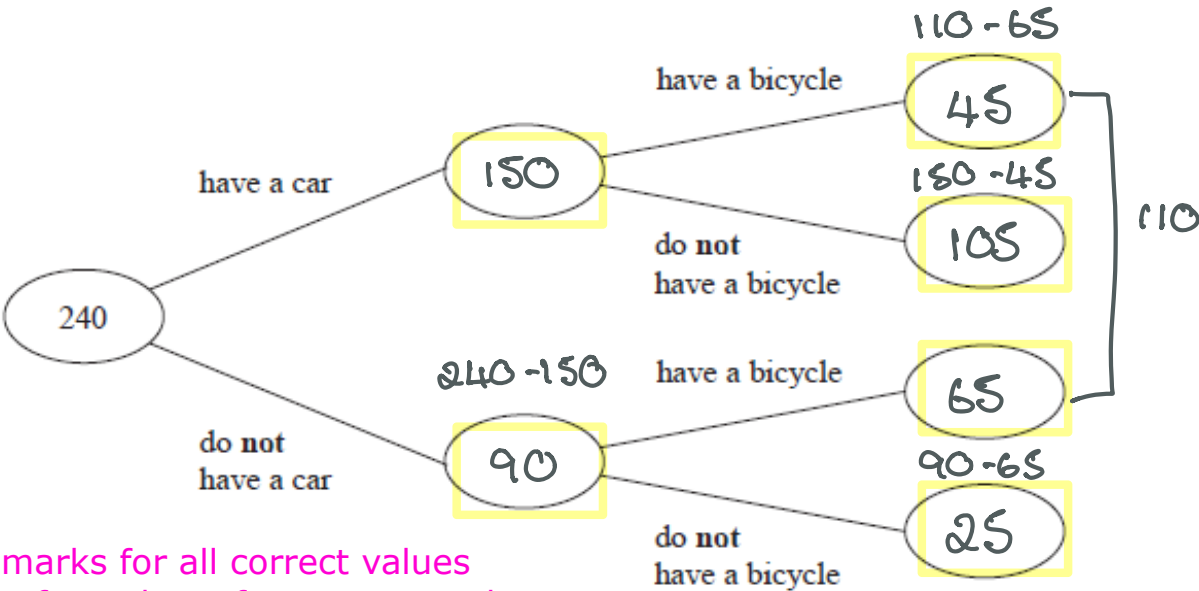 110-65
have a bicycle
45
have a car
150
150-45
do not
have a bicycle
105
110
240
240-150
have a bicycle
65
do not
have a car
90
90-65
25
do not
have a bicycle
marks for all correct values